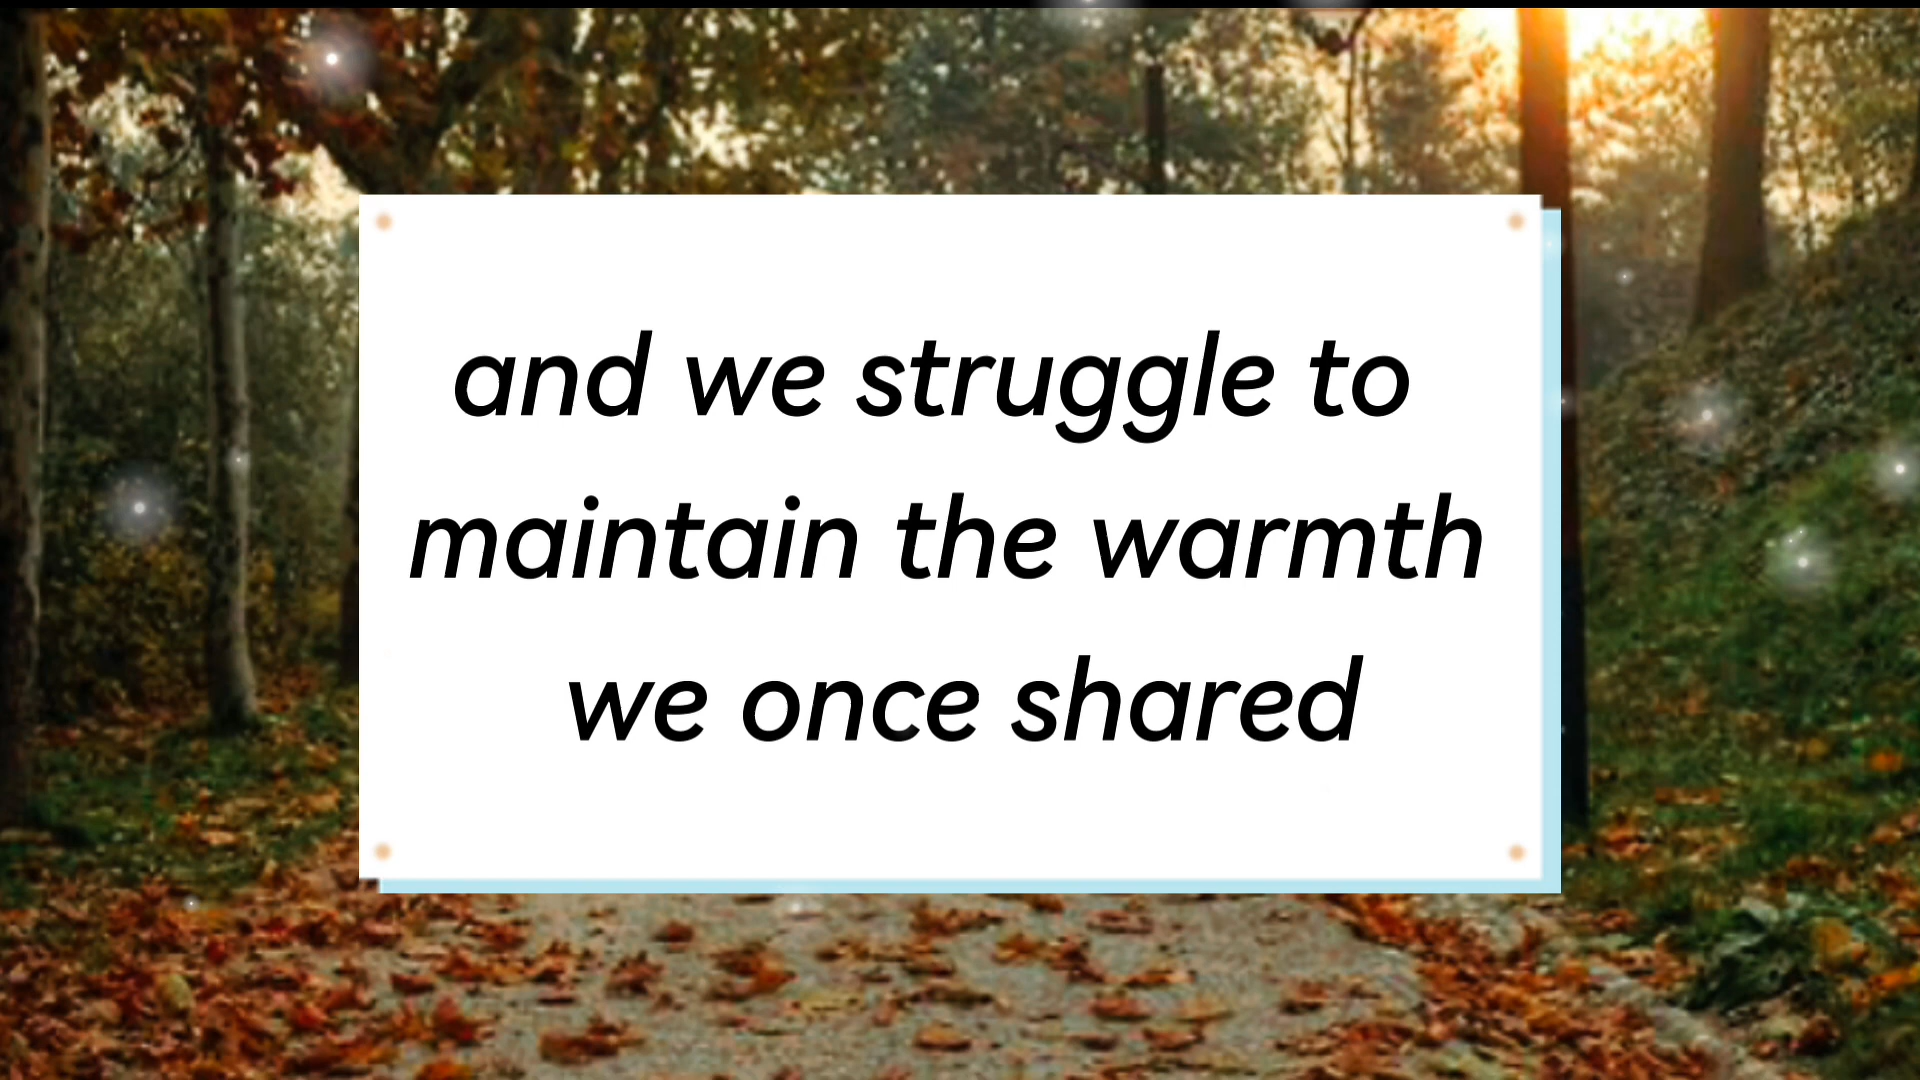 and we struggle to
maintain the warmth
we once shared